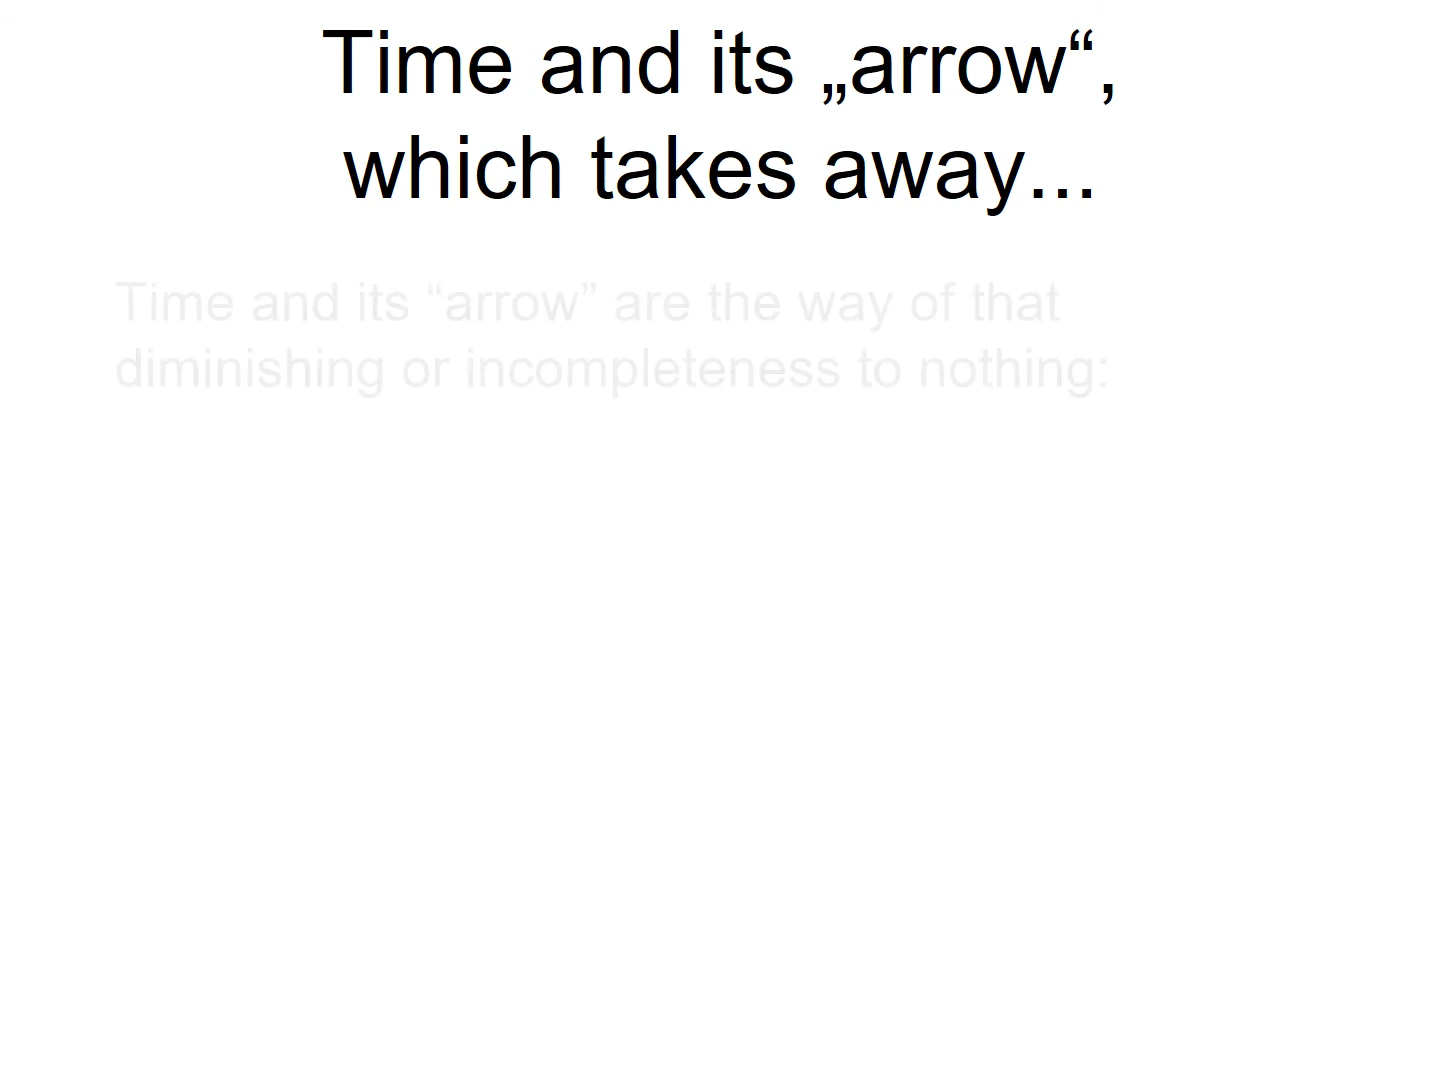 Time and its „arrow“,
which takes away...
Time and its “arrow” are the way of that
diminishing or incompleteness to nothing: